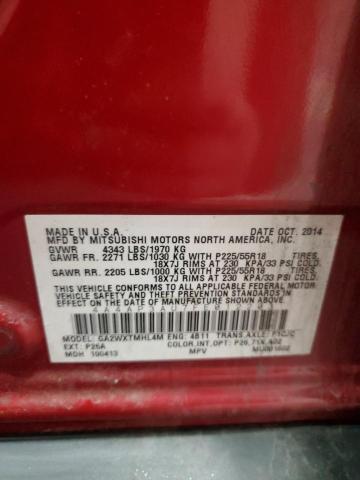 MADE IN U.S.A. DATE OCT. 2014
MFD BY MITSUBISHI MOTORS NORTH AMERICA, INC.
GVWR 4343 LBS/1970 KG
GAWR FR: 2271 LBS/1030 KG WITH P225/55R18 TIRES,
18X7J RIMS AT 230 KPA/33 PSI COLD.
GAWR RR: 2205 LBS/1000 KG WITH P225/55R18 TIRES,
18X7J RIMS AT 230 KPA/33 PSI COLD.
THIS VEHICLE CONFORMS TO ALL APPLICABLE FEDERAL MOTOR
VEHICLE SAFETY AND THEFT PREVENTION STANDARDS IN EFFECT
ON THE DATE OF MANUFACTURE SHOWN ABOVE.
MODEL: GA2WXTMHL4M ENG: 4B11 TRANS.AXLE:
EXT: P26A COLOR,INT,OPT: P26,
MDH: 100413 MPV